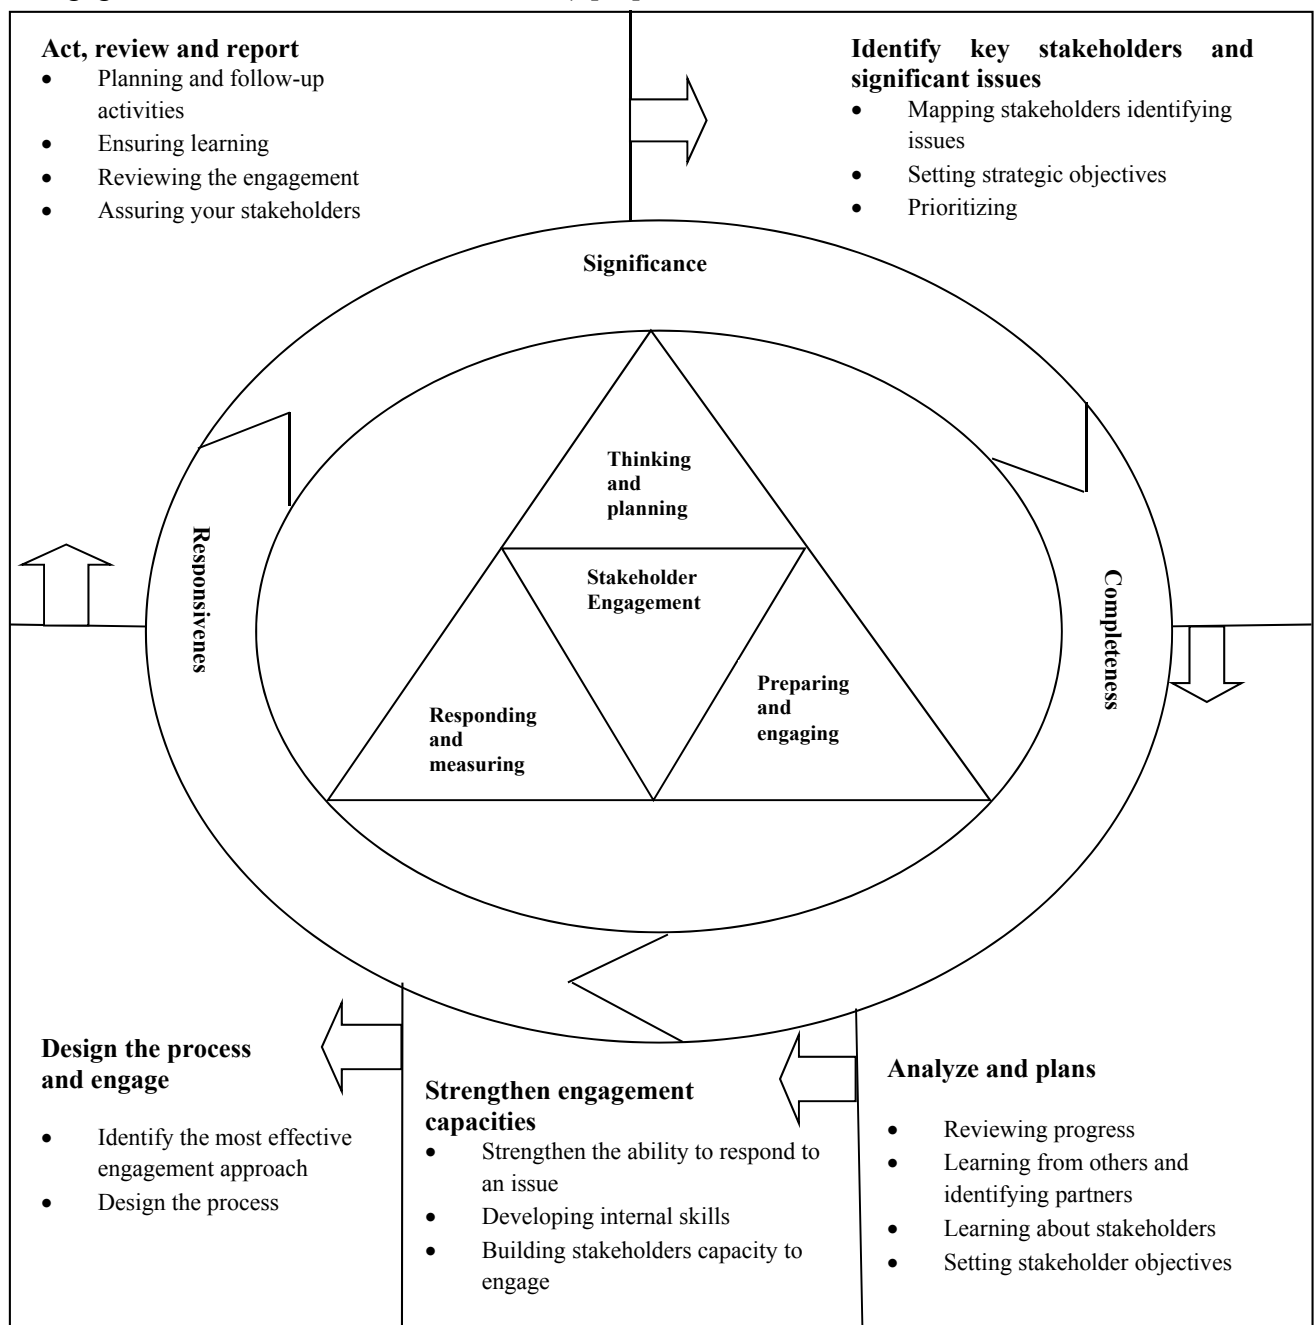 Act, review and report
• Planning and follow-up
activities
• Ensuring learning
• Reviewing the engagement
• Assuring your stakeholders
Identify key stakeholders and
significant issues
• Mapping stakeholders identifying
issues
• Setting strategic objectives
• Prioritizing
Significance
Thinking
and
planning
Stakeholder
Engagement
Responsivenes
Completeness
Responding
and
measuring
Preparing
and
engaging
Design the process
and engage
• Identify the most effective
engagement approach
• Design the process
Strengthen engagement
capacities
• Strengthen the ability to respond to
an issue
• Developing internal skills
• Building stakeholders capacity to
engage
Analyze and plans
• Reviewing progress
• Learning from others and
identifying partners
• Learning about stakeholders
• Setting stakeholder objectives